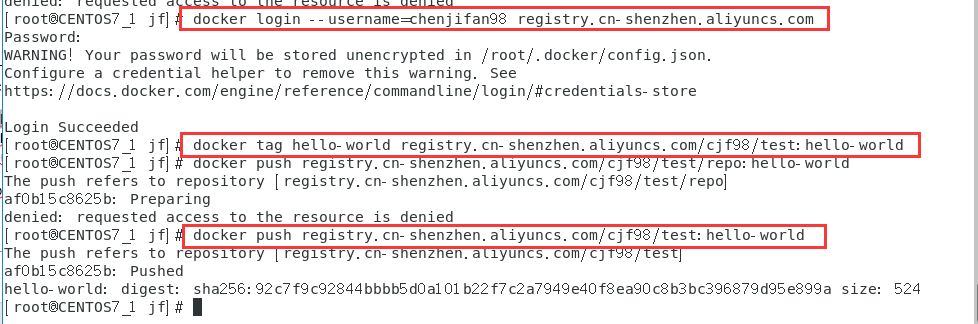 denied: requested access to the resource is denied
[root@CENTOS7_1 jf]# docker login --username=chenjifan98 registry.cn-shenzhen.aliyuncs.com
Password:
WARNING! Your password will be stored unencrypted in /root/.docker/config.json.
Configure a credential helper to remove this warning. See
https://docs.docker.com/engine/reference/commandline/login/#credentials-store
Login Succeeded
[root@CENTOS7_1 jf]# docker tag hello-world registry.cn-shenzhen.aliyuncs.com/cjf98/test:hello-world
[root@CENTOS7_1 jf]# docker push registry.cn-shenzhen.aliyuncs.com/cjf98/test/repo:hello-world
The push refers to repository [registry.cn-shenzhen.aliyuncs.com/cjf98/test/repo]
af0b15c8625b: Preparing
denied: requested access to the resource is denied
[root@CENTOS7_1 jf]# docker push registry.cn-shenzhen.aliyuncs.com/cjf98/test:hello-world
The push refers to repository [registry.cn-shenzhen.aliyuncs.com/cjf98/test]
af0b15c8625b: Pushed
hello-world: digest: sha256:92c7f9c92844bbbb5d0a101b22f7c2a7949e40f8ea90c8b3bc396879d95e899a size: 524
[root@CENTOS7_1 jf]#